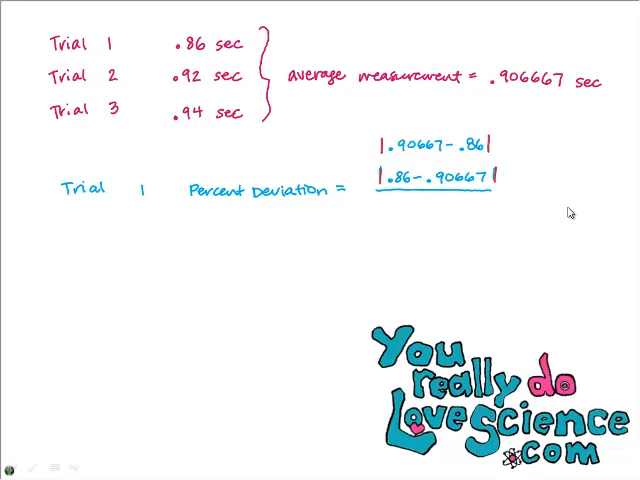 Trial 1 .86 sec
Trial 2 .92 sec
average measurement = .906667 sec
Trial 3 .94 sec
|.90667 - .86|
|.86 - .90667|
Trial 1 Percent Deviation =
You
really do
Love Science
.com